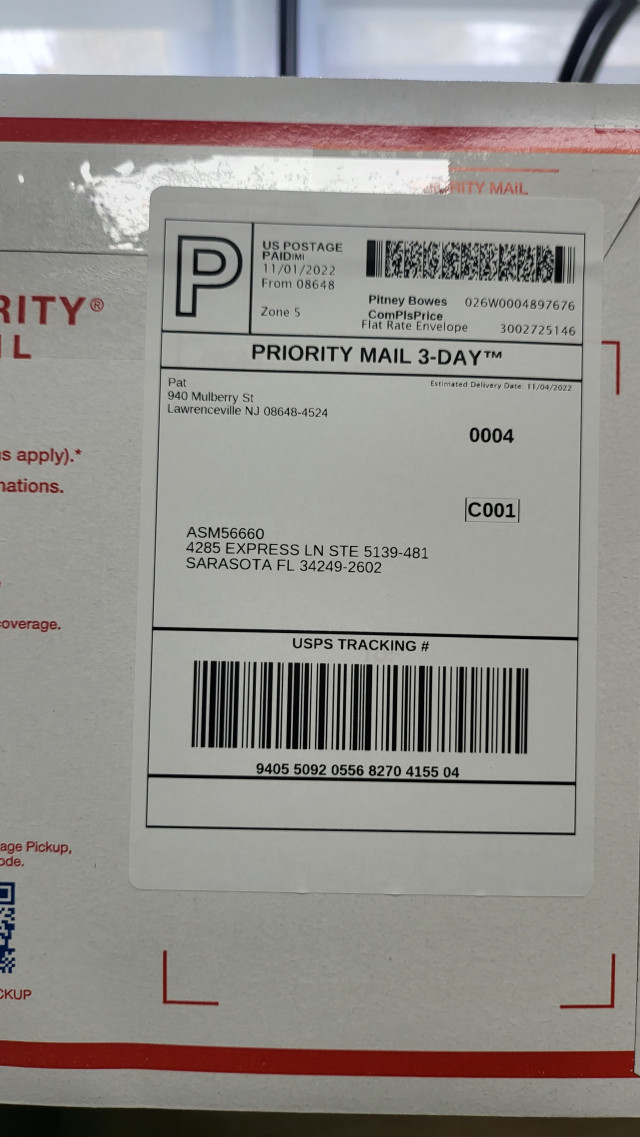 PRIORITY MAIL
RITY®
IL
s apply).*
nations.
coverage.
age Pickup,
ode.
CKUP
P
US POSTAGE
PAID IMI
11/01/2022
From 08648
Zone 5
Pitney Bowes 026W0004897676
ComPlsPrice
Flat Rate Envelope 3002725146
PRIORITY MAIL 3-DAY™
Pat
940 Mulberry St
Lawrenceville NJ 08648-4524
Estimated Delivery Date: 11/04/2022
0004
C001
ASM56660
4285 EXPRESS LN STE 5139-481
SARASOTA FL 34249-2602
USPS TRACKING #
9405 5092 0556 8270 4155 04